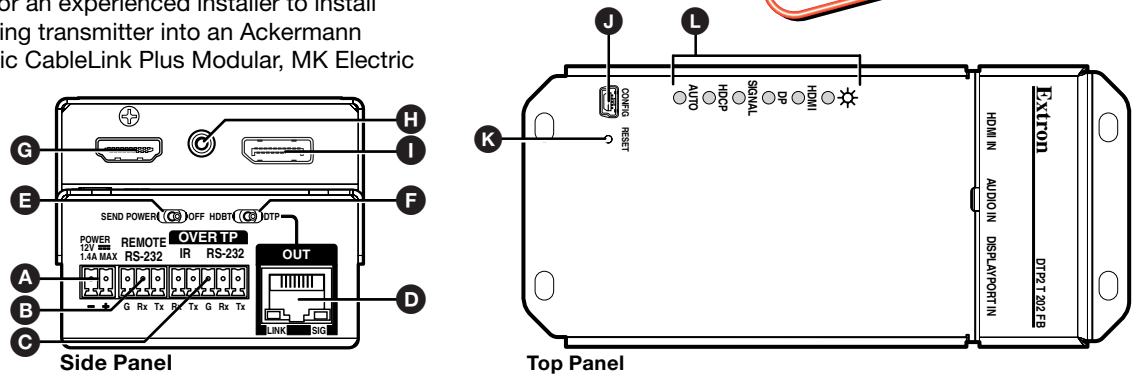 or an experienced installer to install
ing transmitter into an Ackermann
ic CableLink Plus Modular, MK Electric
G
H
I
E
SEND POWER
OFF
HDBT
DTP
F
POWER
12V
1.4A MAX
REMOTE
RS-232
OVER TP
IR RS-232
OUT
A
B
C
D
G Rx Tx Rx Tx G Rx Tx
LINK
SIG
Side Panel
J
L
K
CONFIG
RESET
AUTO
HDCP
SIGNAL
DP
HDMI
Extron
HDMI IN
AUDIO IN
DISPLAYPORT IN
DTP2 T 202 FB
Top Panel